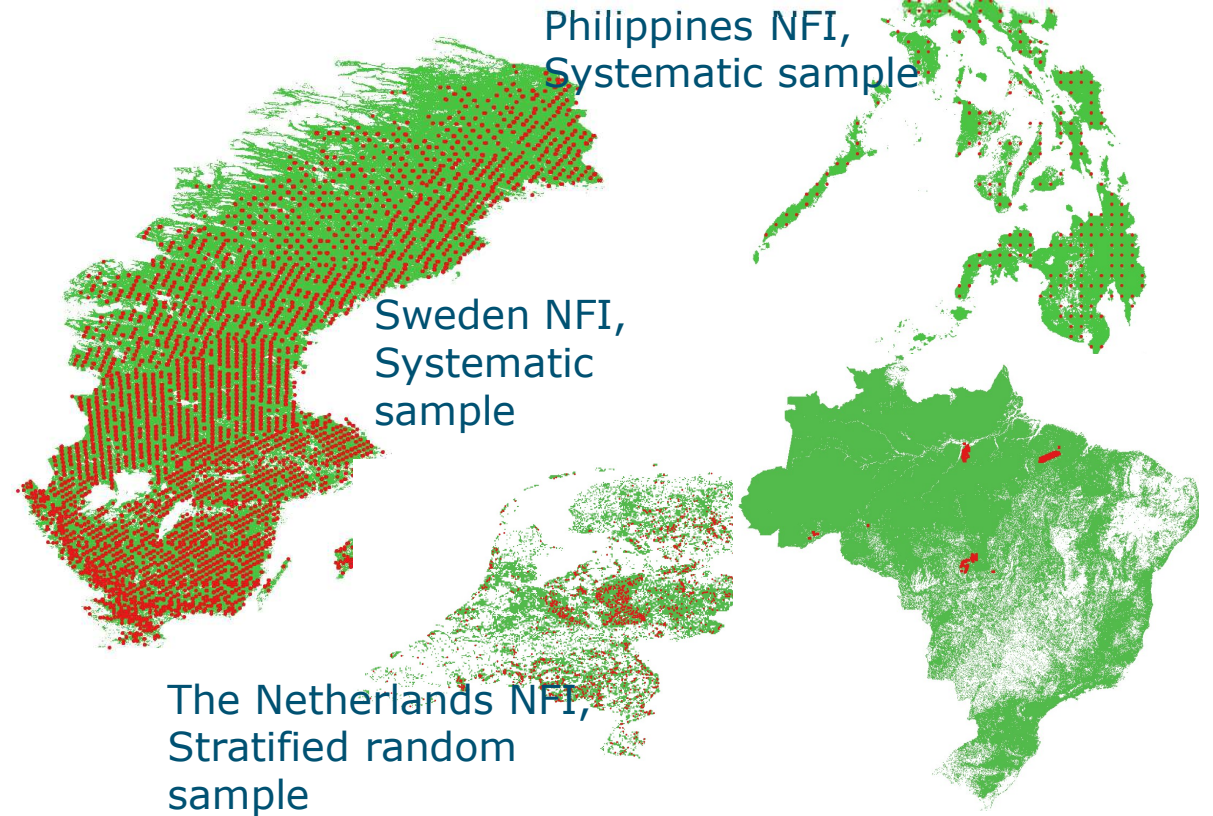 Philippines NFI,
Systematic sample
Sweden NFI,
Systematic
sample
The Netherlands NFI,
Stratified random
sample